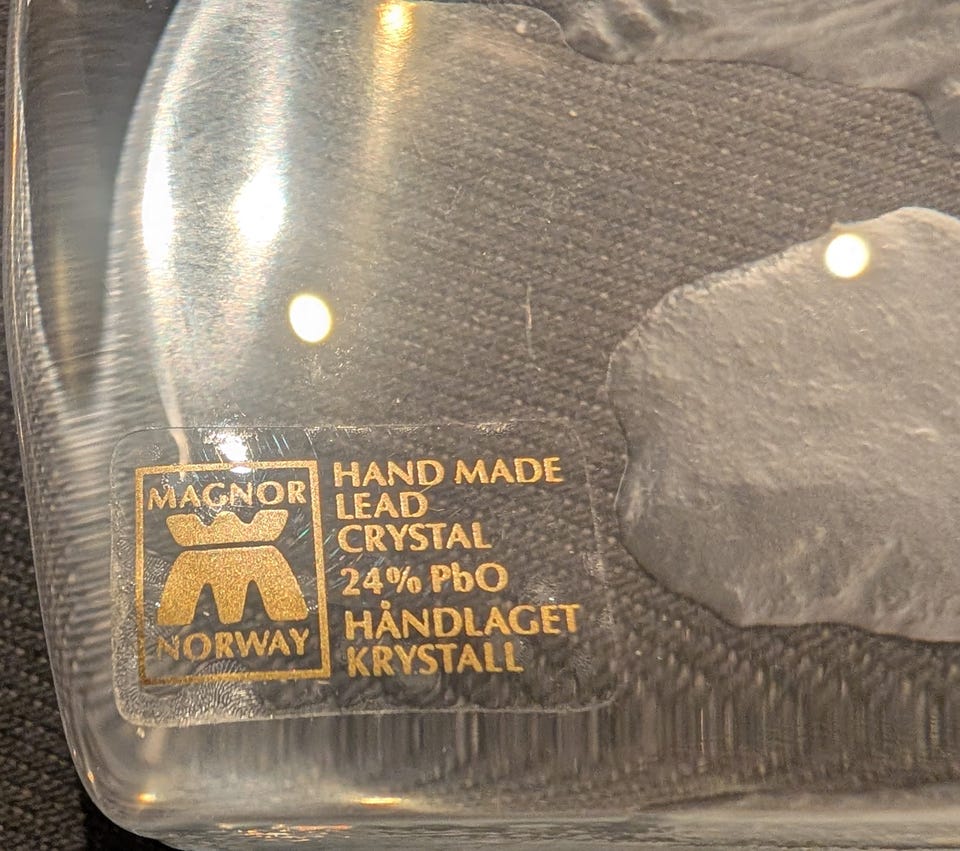 MAGNOR
NORWAY
HAND MADE
LEAD
CRYSTAL
24% PbO
HÅNDLAGET
KRYSTALL